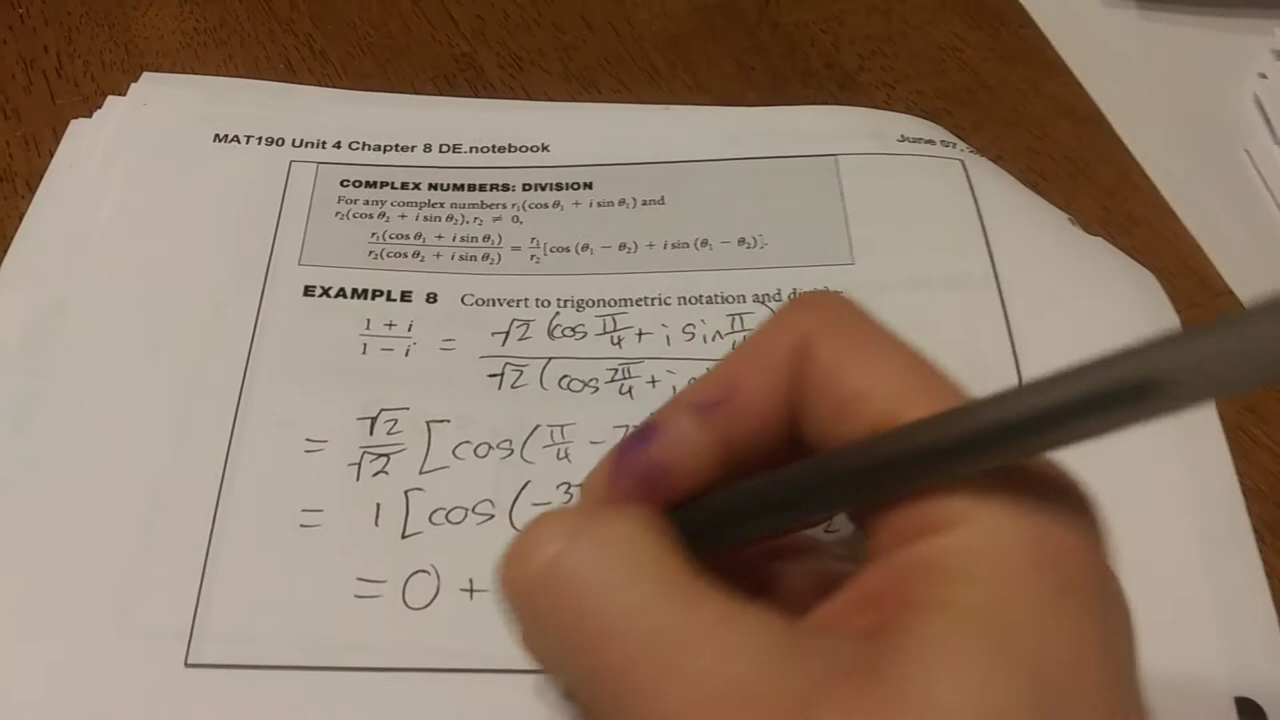 MAT190 Unit 4 Chapter 8 DE.notebook
June 07,
COMPLEX NUMBERS: DIVISION
For any complex numbers r₁(cos θ₁ + i sin θ₁) and
r₂(cos θ₂ + i sin θ₂), r₂ ≠ 0,
r₁(cos θ₁ + i sin θ₁) / r₂(cos θ₂ + i sin θ₂) = r₁/r₂ [cos (θ₁ − θ₂) + i sin (θ₁ − θ₂)].
EXAMPLE 8 Convert to trigonometric notation and
(1 + i)/(1 − i) = √2 (cos π/4 + i sin π/4 / √2 (cos 7π/4 + i
= √2/√2 [cos(π/4 − 7
= 1 [cos(−3
= 0 +